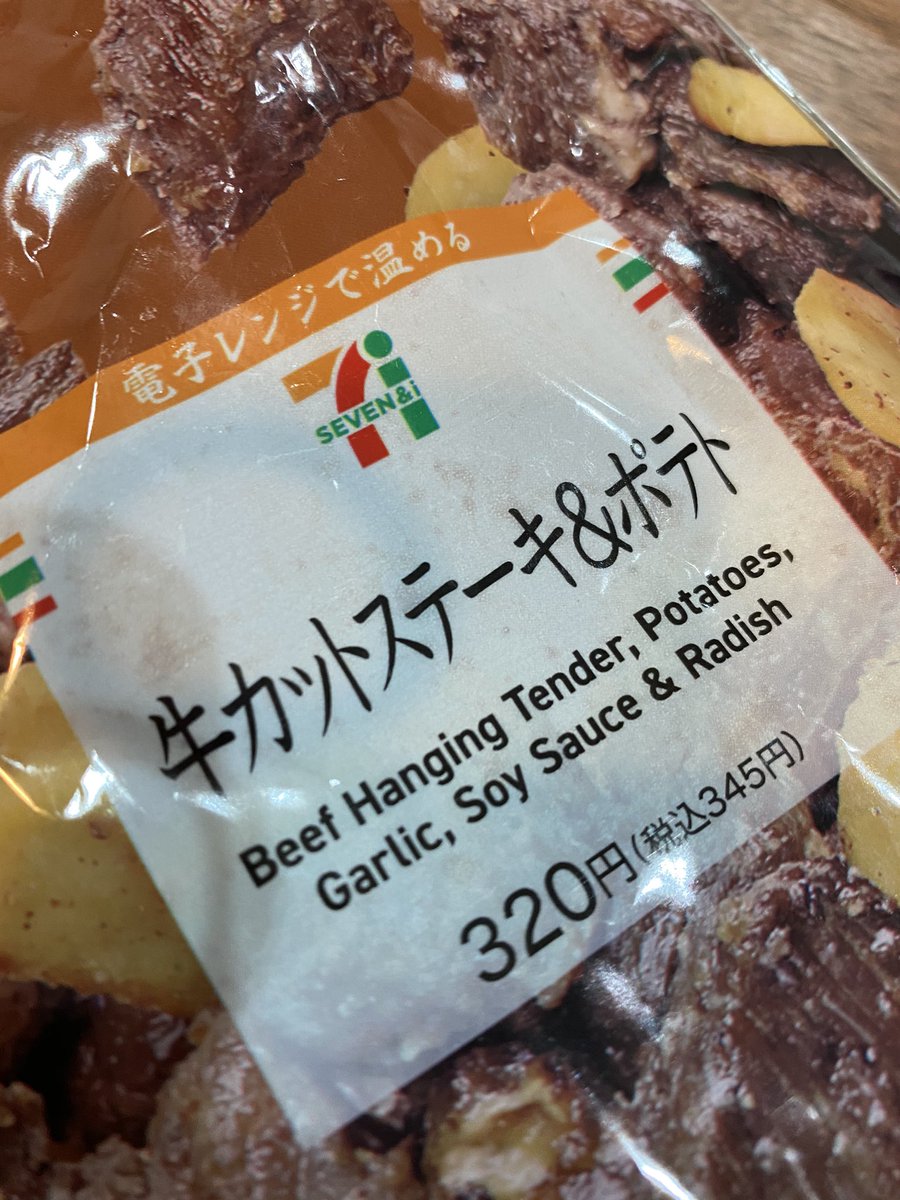 電子レンジで温める
SEVEN&i
牛カットステーキ&ポテト
Beef Hanging Tender, Potatoes,
Garlic, Soy Sauce & Radish
320円(税込345円)